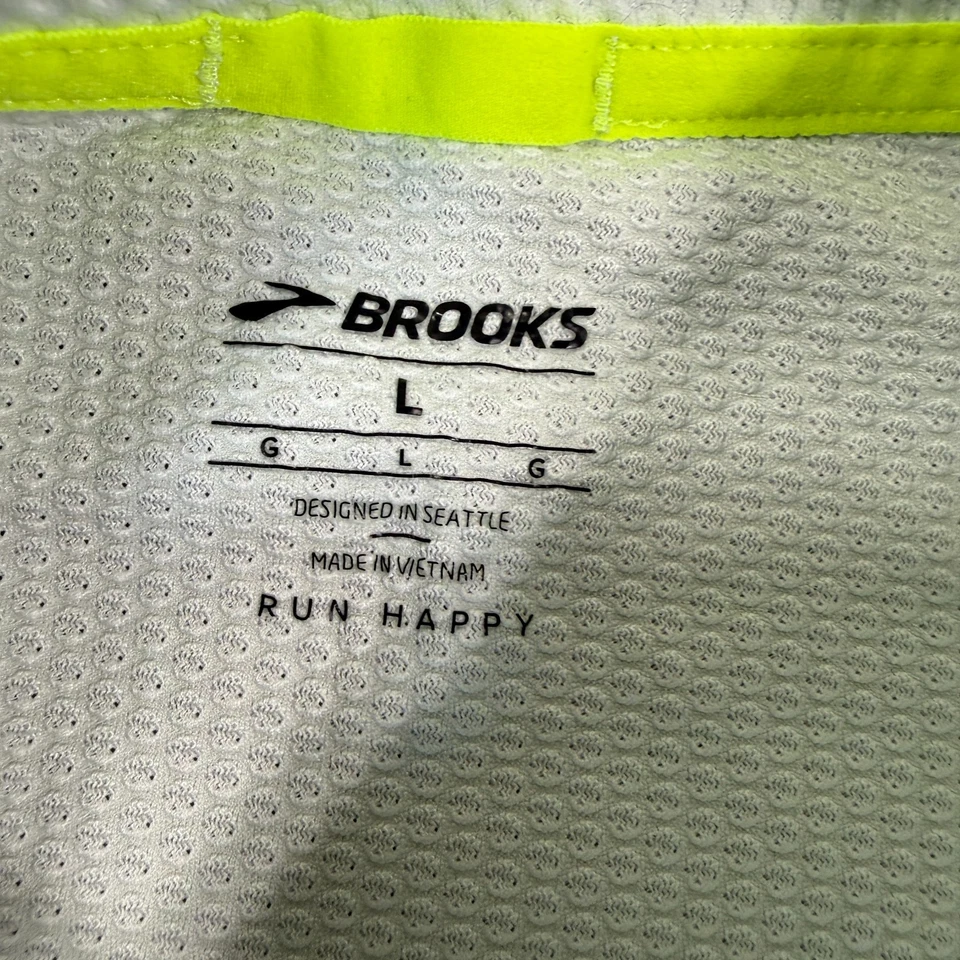 BROOKS
L
G L G
DESIGNED IN SEATTLE
MADE IN VIETNAM
RUN HAPPY